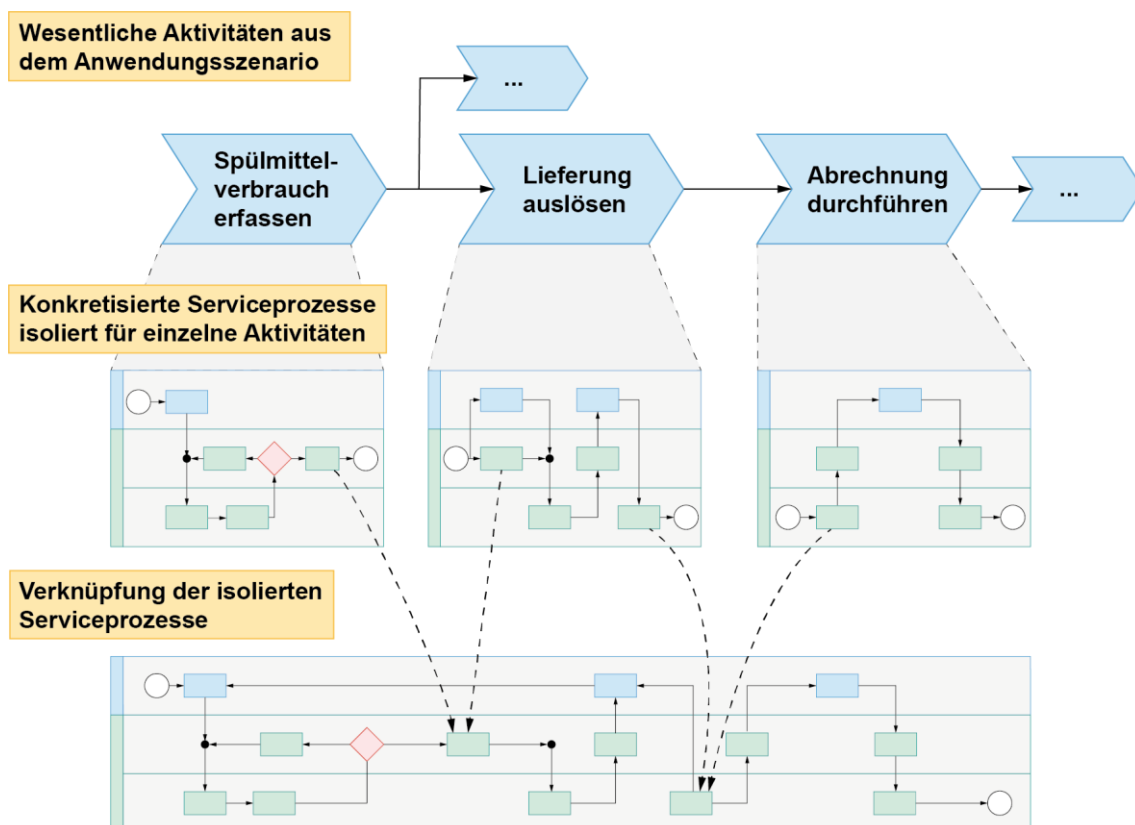 Wesentliche Aktivitäten aus
dem Anwendungsszenario
...
Spülmittel-
verbrauch
erfassen
Lieferung
auslösen
Abrechnung
durchführen
...
Konkretisierte Serviceprozesse
isoliert für einzelne Aktivitäten
Verknüpfung der isolierten
Serviceprozesse